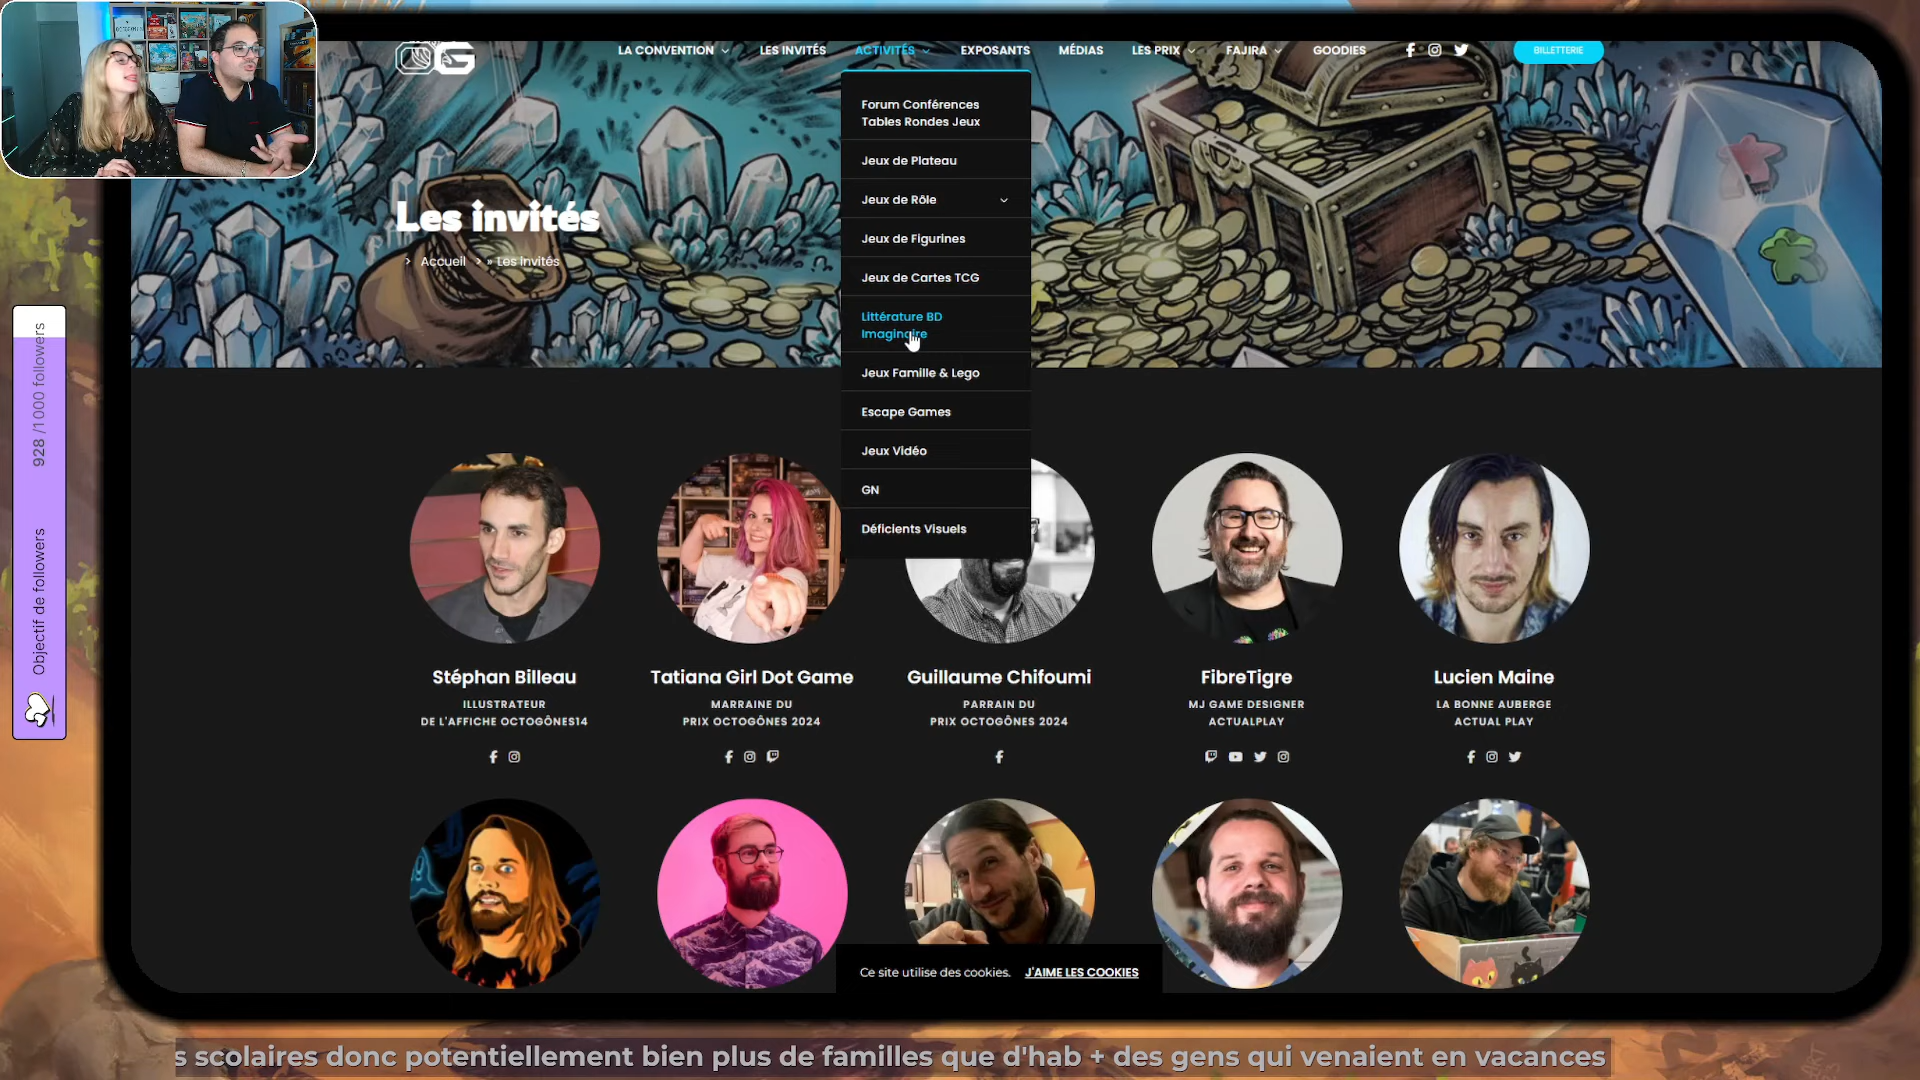 LA CONVENTION
LES INVITÉS
ACTIVITÉS
EXPOSANTS
MÉDIAS
LES PRIX
FAJIRA
GOODIES
BILLETTERIE
Forum Conférences
Tables Rondes Jeux
Jeux de Plateau
Jeux de Rôle
Jeux de Figurines
Jeux de Cartes TCG
Littérature BD
Imaginaire
Jeux Famille & Lego
Escape Games
Jeux Vidéo
GN
Déficients Visuels
Les invités
> Accueil > » Les invités
Objectif de followers
928 /1000 followers
Stéphan Billeau
ILLUSTRATEUR
DE L'AFFICHE OCTOGÔNES14
Tatiana Girl Dot Game
MARRAINE DU
PRIX OCTOGÔNES 2024
Guillaume Chifoumi
PARRAIN DU
PRIX OCTOGÔNES 2024
FibreTigre
MJ GAME DESIGNER
ACTUALPLAY
Lucien Maine
LA BONNE AUBERGE
ACTUAL PLAY
Ce site utilise des cookies. J'AIME LES COOKIES
s scolaires donc potentiellement bien plus de familles que d'hab + des gens qui venaient en vacances